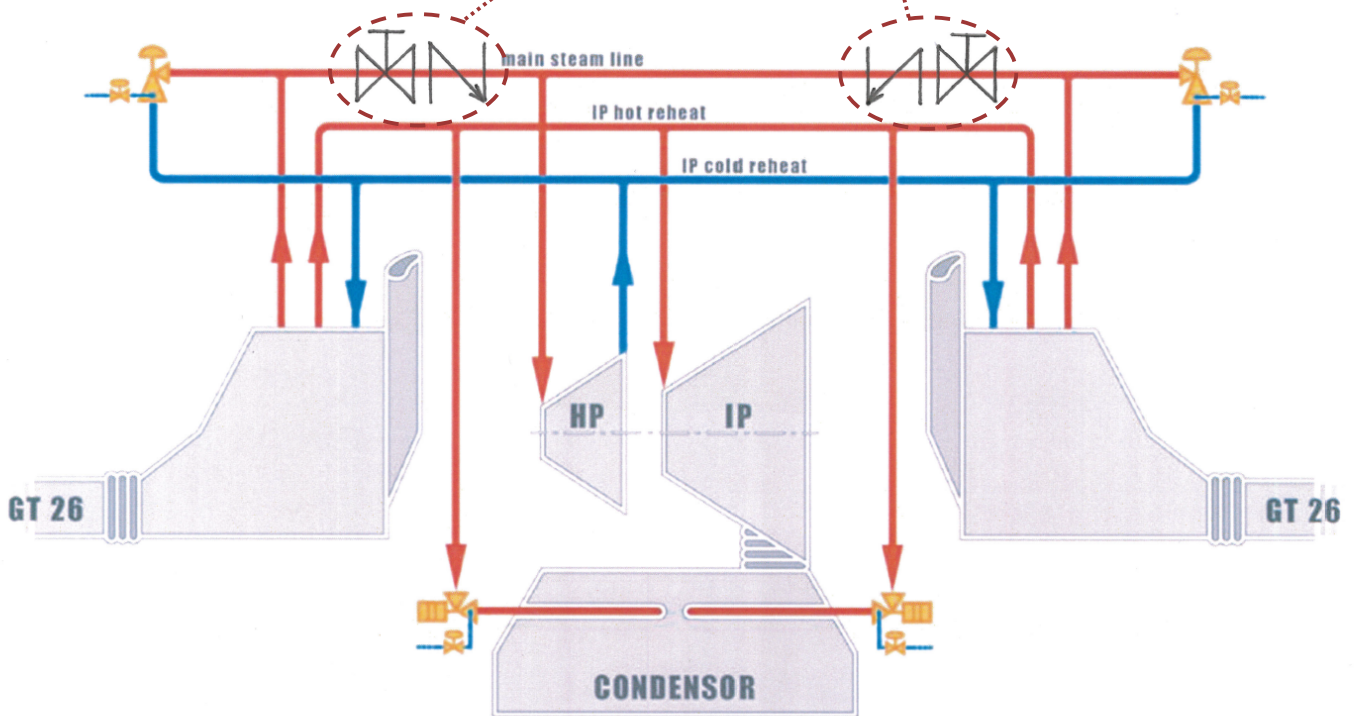 main steam line
IP hot reheat
IP cold reheat
HP
IP
GT 26
GT 26
CONDENSOR